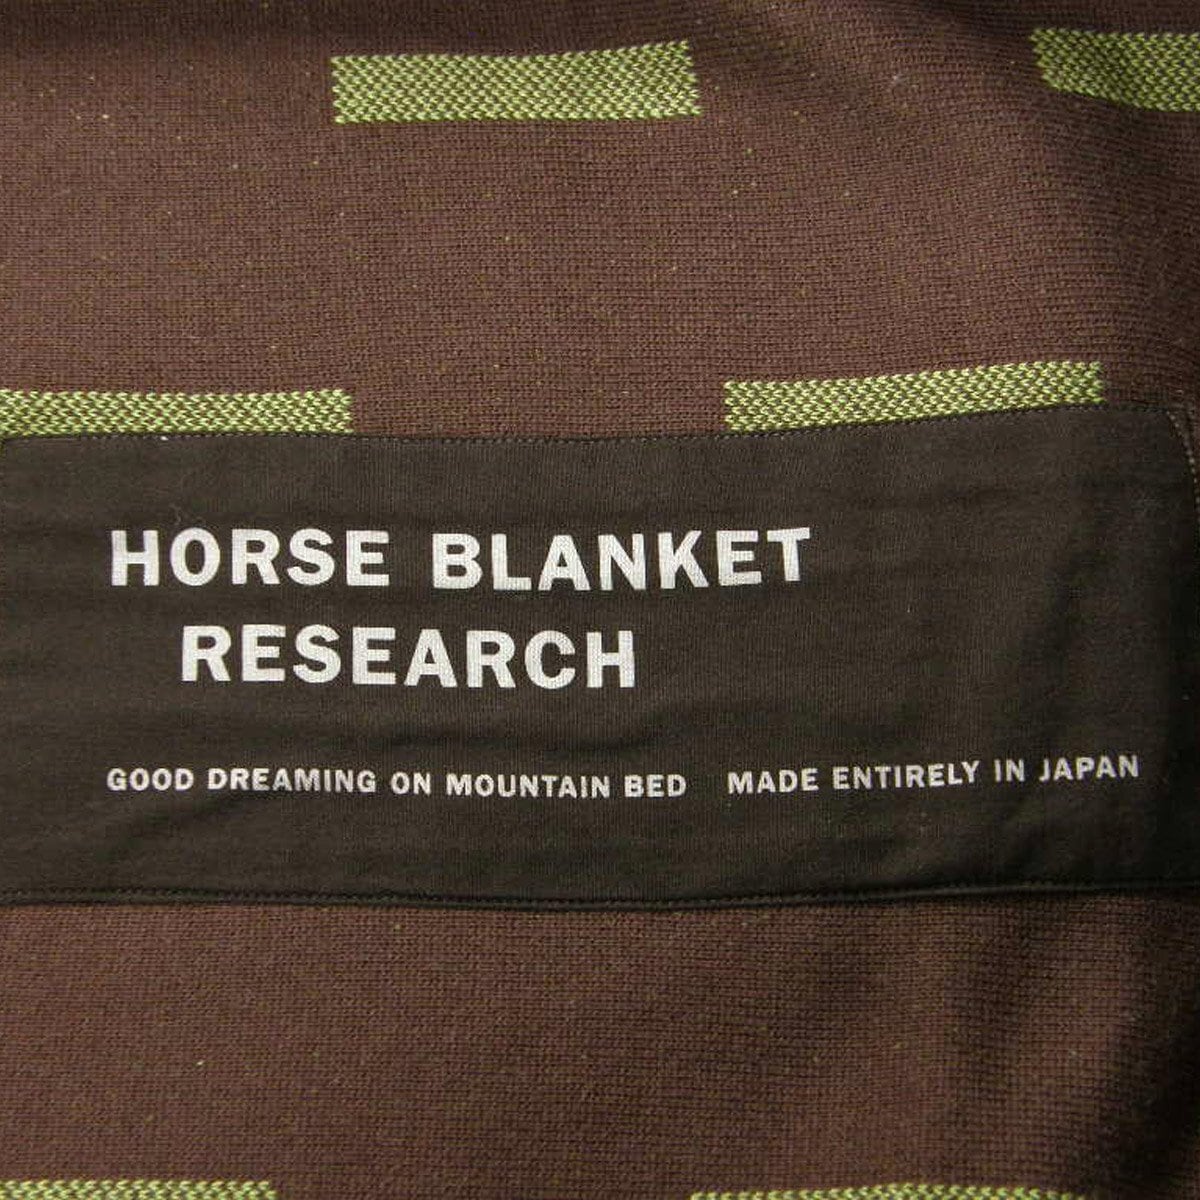 HORSE BLANKET
RESEARCH
GOOD DREAMING ON MOUNTAIN BED MADE ENTIRELY IN JAPAN